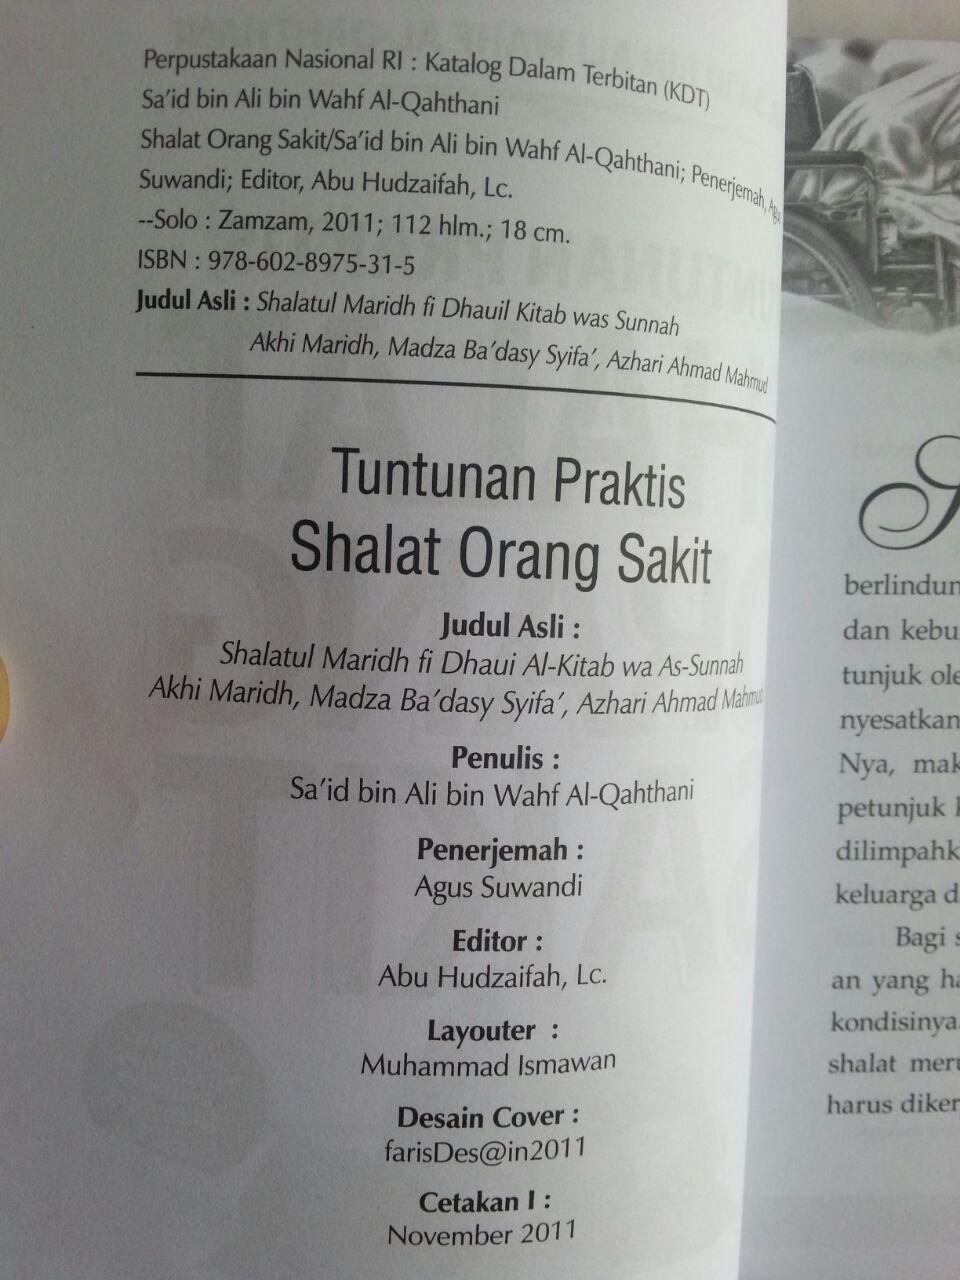 Perpustakaan Nasional RI : Katalog Dalam Terbitan (KDT)
Sa'id bin Ali bin Wahf Al-Qahthani
Shalat Orang Sakit/Sa'id bin Ali bin Wahf Al-Qahthani; Penerjemah, Agus
Suwandi; Editor, Abu Hudzaifah, Lc.
--Solo : Zamzam, 2011; 112 hlm.; 18 cm.
ISBN : 978-602-8975-31-5
Judul Asli : Shalatul Maridh fi Dhauil Kitab was Sunnah
Akhi Maridh, Madza Ba'dasy Syifa', Azhari Ahmad Mahmud
Tuntunan Praktis
Shalat Orang Sakit
Judul Asli :
Shalatul Maridh fi Dhaui Al-Kitab wa As-Sunnah
Akhi Maridh, Madza Ba'dasy Syifa', Azhari Ahmad Mahmud
Penulis :
Sa'id bin Ali bin Wahf Al-Qahthani
Penerjemah :
Agus Suwandi
Editor :
Abu Hudzaifah, Lc.
Layouter :
Muhammad Ismawan
Desain Cover :
farisDes@in2011
Cetakan I :
November 2011
berlindun
dan kebu
tunjuk ole
nyesatkan
Nya, mak
petunjuk
dilimpahk
keluarga d
Bagi s
an yang ha
kondisinya.
shalat meru
harus diker